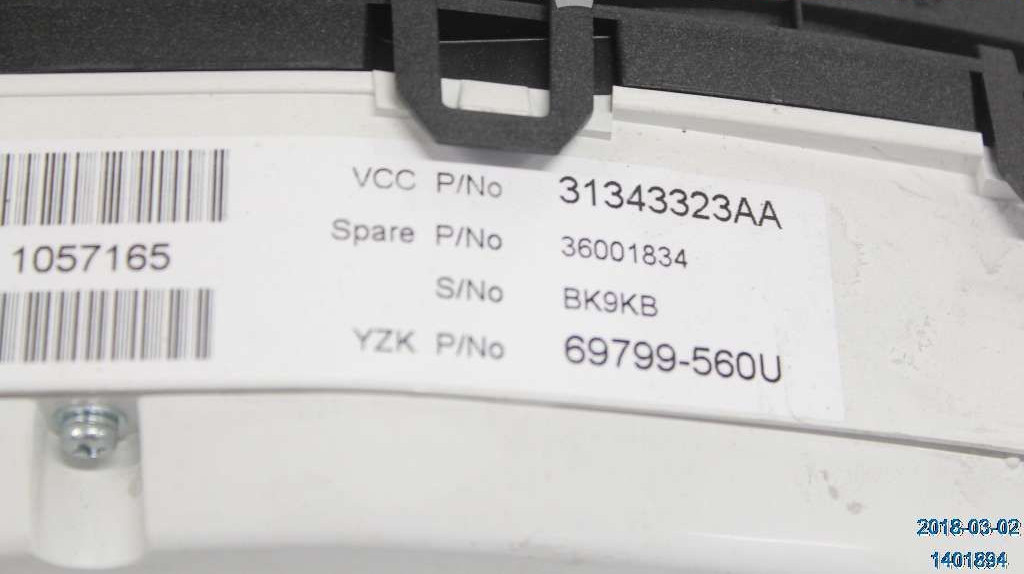 VCC P/No 31343323AA
Spare P/No 36001834
1057165
S/No BK9KB
YZK P/No 69799-560U
2018-03-02
1401894